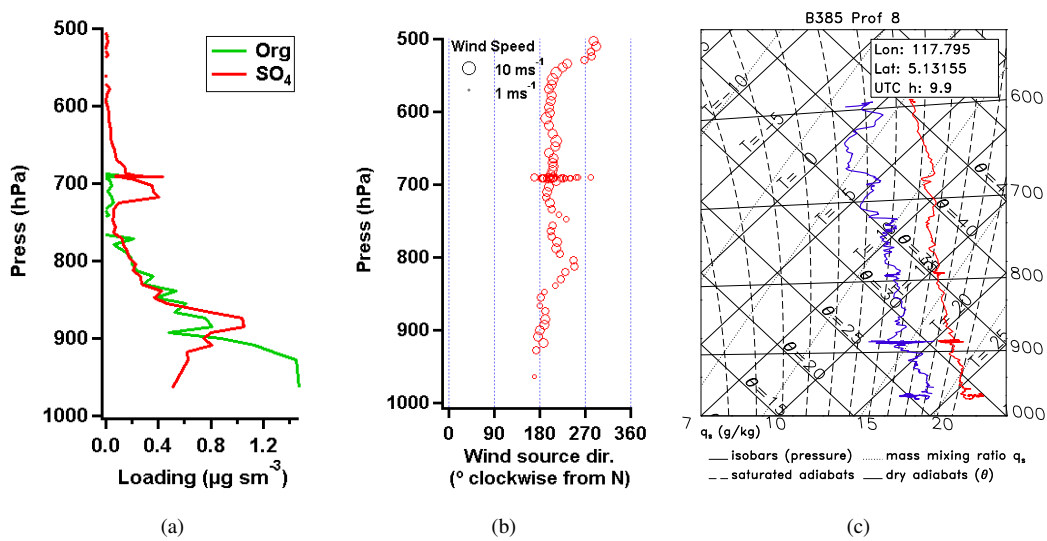 500
600
700
800
900
1000
Press (hPa)
Org
SO4
0.0
0.4
0.8
1.2
Loading (µg sm⁻³)
(a)
500
600
700
800
900
1000
Press (hPa)
Wind Speed
10 ms⁻¹
1 ms⁻¹
0
90
180
270
360
Wind source dir.
(º clockwise from N)
(b)
B385 Prof 8
Lon: 117.795
Lat: 5.13155
UTC h: 9.9
600
700
800
900
000
T=-10
T=-5
T= 0
T= 5
T= 20
T= 25
θ=40
θ=35
θ=30
θ=25
θ=20
θ=15
7
10
15
20
qs (g/kg)
isobars (pressure)
mass mixing ratio qs
saturated adiabats
dry adiabats (θ)
(c)